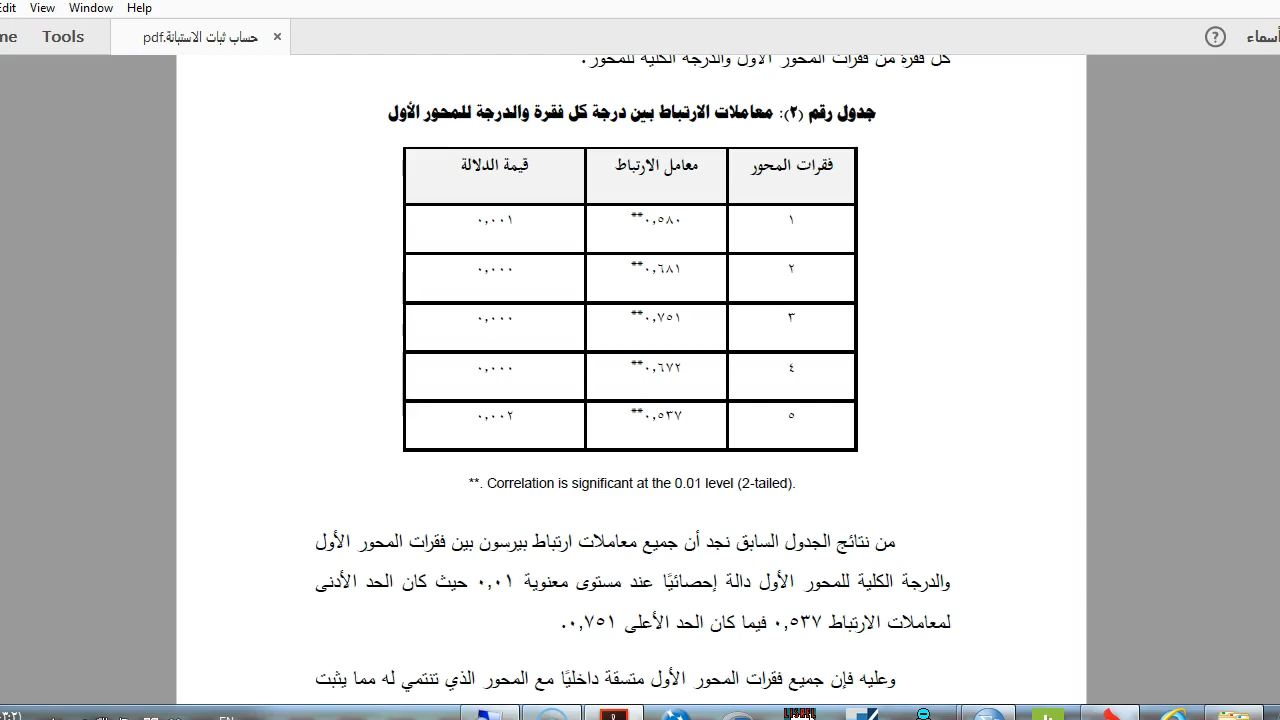 Edit View Window Help
me Tools حساب ثبات الاستبانة.pdf × ? أسماء
كل فقرة من فقرات المحور الأول والدرجة الكلية للمحور.
جدول رقم (٢): معاملات الارتباط بين درجة كل فقرة والدرجة للمحور الأول
فقرات المحور معامل الارتباط قيمة الدلالة
١ ٠,٥٨٠** ٠,٠٠١
٢ ٠,٦٨١** ٠,٠٠٠
٣ ٠,٧٥١** ٠,٠٠٠
٤ ٠,٦٧٢** ٠,٠٠٠
٥ ٠,٥٣٧** ٠,٠٠٢
**. Correlation is significant at the 0.01 level (2-tailed).
من نتائج الجدول السابق نجد أن جميع معاملات ارتباط بيرسون بين فقرات المحور الأول
والدرجة الكلية للمحور الأول دالة إحصائيًا عند مستوى معنوية ٠,٠١ حيث كان الحد الأدنى
لمعاملات الارتباط ٠,٥٣٧ فيما كان الحد الأعلى ٠,٧٥١.
وعليه فإن جميع فقرات المحور الأول متسقة داخليًا مع المحور الذي تنتمي له مما يثبت
EN